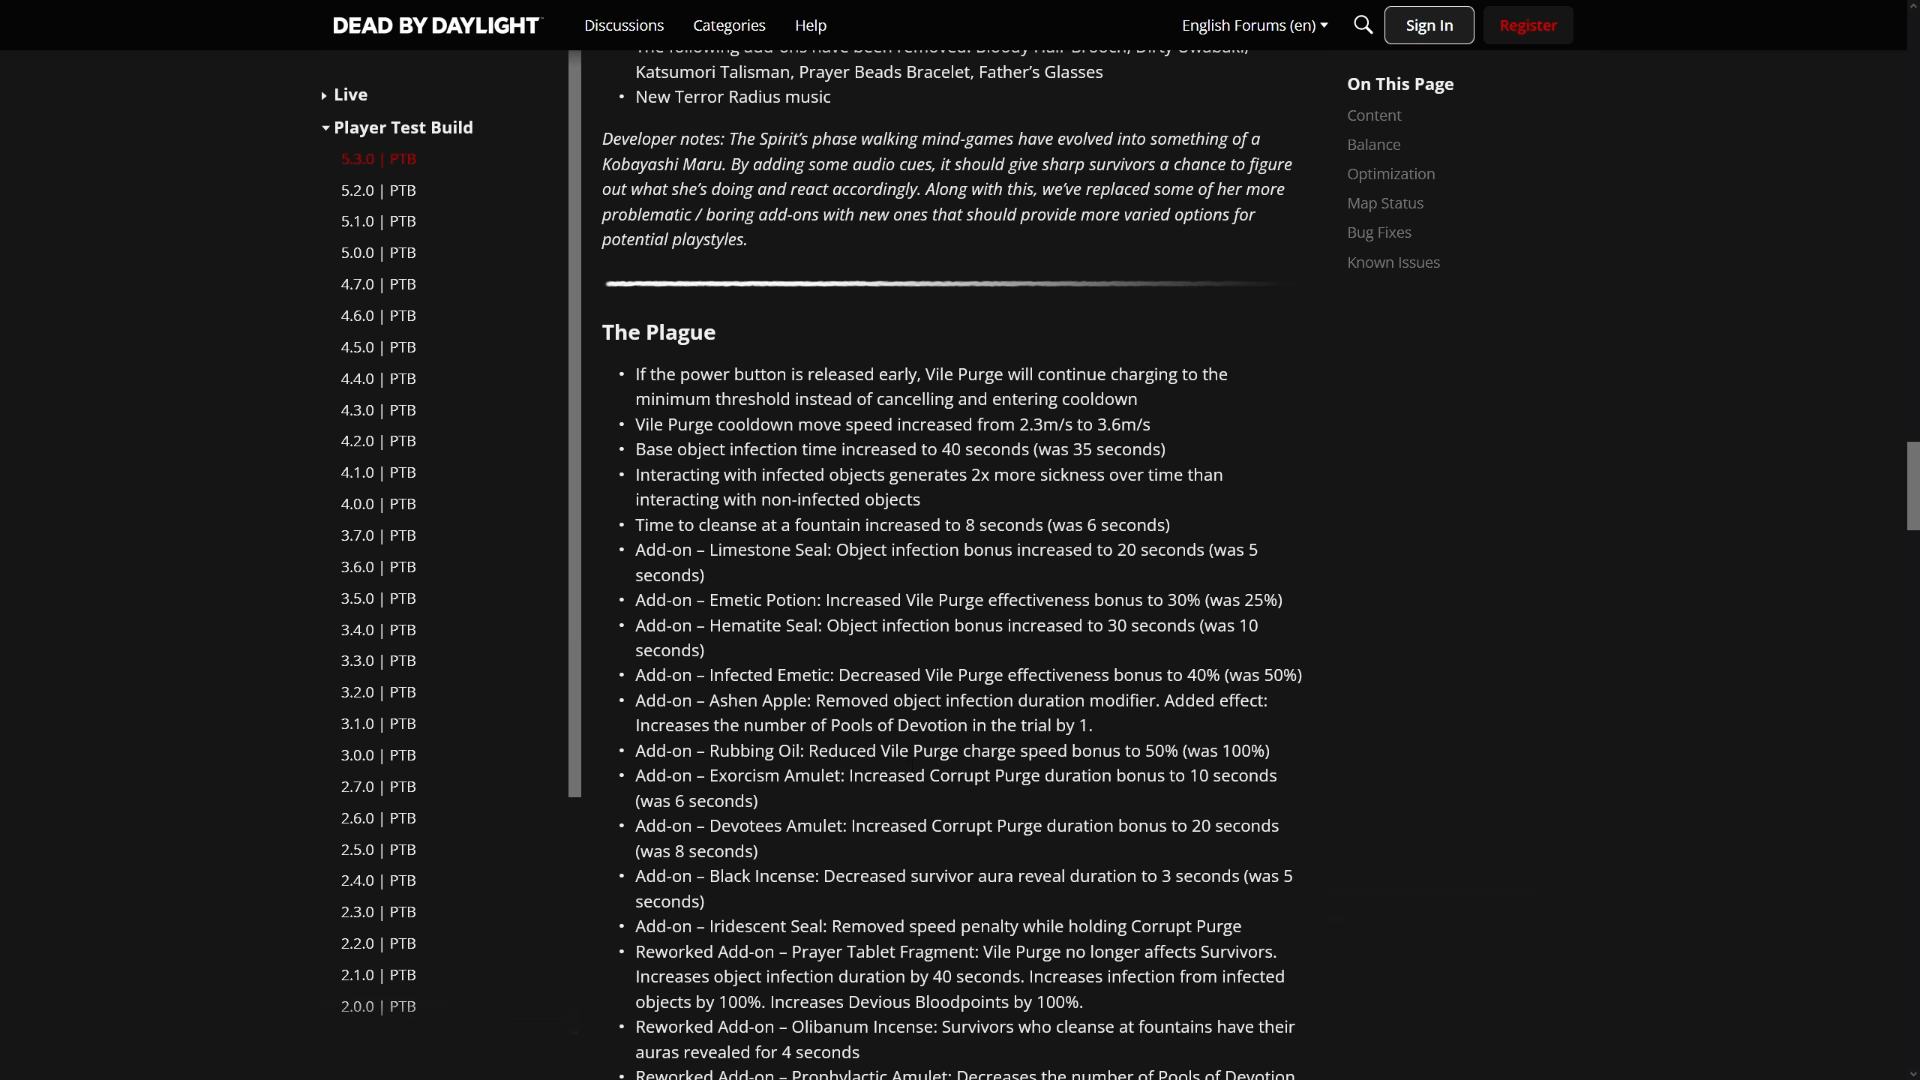 DEAD BY DAYLIGHT
Discussions
Categories
Help
English Forums (en)
Sign In
Register
Live
Player Test Build
5.3.0 | PTB
5.2.0 | PTB
5.1.0 | PTB
5.0.0 | PTB
4.7.0 | PTB
4.6.0 | PTB
4.5.0 | PTB
4.4.0 | PTB
4.3.0 | PTB
4.2.0 | PTB
4.1.0 | PTB
4.0.0 | PTB
3.7.0 | PTB
3.6.0 | PTB
3.5.0 | PTB
3.4.0 | PTB
3.3.0 | PTB
3.2.0 | PTB
3.1.0 | PTB
3.0.0 | PTB
2.7.0 | PTB
2.6.0 | PTB
2.5.0 | PTB
2.4.0 | PTB
2.3.0 | PTB
2.2.0 | PTB
2.1.0 | PTB
2.0.0 | PTB
The following add-ons have been removed: Bloody Hair Brooch, Dirty Uwabaki,
Katsumori Talisman, Prayer Beads Bracelet, Father's Glasses
• New Terror Radius music
Developer notes: The Spirit's phase walking mind-games have evolved into something of a
Kobayashi Maru. By adding some audio cues, it should give sharp survivors a chance to figure
out what she's doing and react accordingly. Along with this, we've replaced some of her more
problematic / boring add-ons with new ones that should provide more varied options for
potential playstyles.
The Plague
• If the power button is released early, Vile Purge will continue charging to the
minimum threshold instead of cancelling and entering cooldown
• Vile Purge cooldown move speed increased from 2.3m/s to 3.6m/s
• Base object infection time increased to 40 seconds (was 35 seconds)
• Interacting with infected objects generates 2x more sickness over time than
interacting with non-infected objects
• Time to cleanse at a fountain increased to 8 seconds (was 6 seconds)
• Add-on – Limestone Seal: Object infection bonus increased to 20 seconds (was 5
seconds)
• Add-on – Emetic Potion: Increased Vile Purge effectiveness bonus to 30% (was 25%)
• Add-on – Hematite Seal: Object infection bonus increased to 30 seconds (was 10
seconds)
• Add-on – Infected Emetic: Decreased Vile Purge effectiveness bonus to 40% (was 50%)
• Add-on – Ashen Apple: Removed object infection duration modifier. Added effect:
Increases the number of Pools of Devotion in the trial by 1.
• Add-on – Rubbing Oil: Reduced Vile Purge charge speed bonus to 50% (was 100%)
• Add-on – Exorcism Amulet: Increased Corrupt Purge duration bonus to 10 seconds
(was 6 seconds)
• Add-on – Devotees Amulet: Increased Corrupt Purge duration bonus to 20 seconds
(was 8 seconds)
• Add-on – Black Incense: Decreased survivor aura reveal duration to 3 seconds (was 5
seconds)
• Add-on – Iridescent Seal: Removed speed penalty while holding Corrupt Purge
• Reworked Add-on – Prayer Tablet Fragment: Vile Purge no longer affects Survivors.
Increases object infection duration by 40 seconds. Increases infection from infected
objects by 100%. Increases Devious Bloodpoints by 100%.
• Reworked Add-on – Olibanum Incense: Survivors who cleanse at fountains have their
auras revealed for 4 seconds
• Reworked Add-on – Prophylactic Amulet: Decreases the number of Pools of Devotion
On This Page
Content
Balance
Optimization
Map Status
Bug Fixes
Known Issues